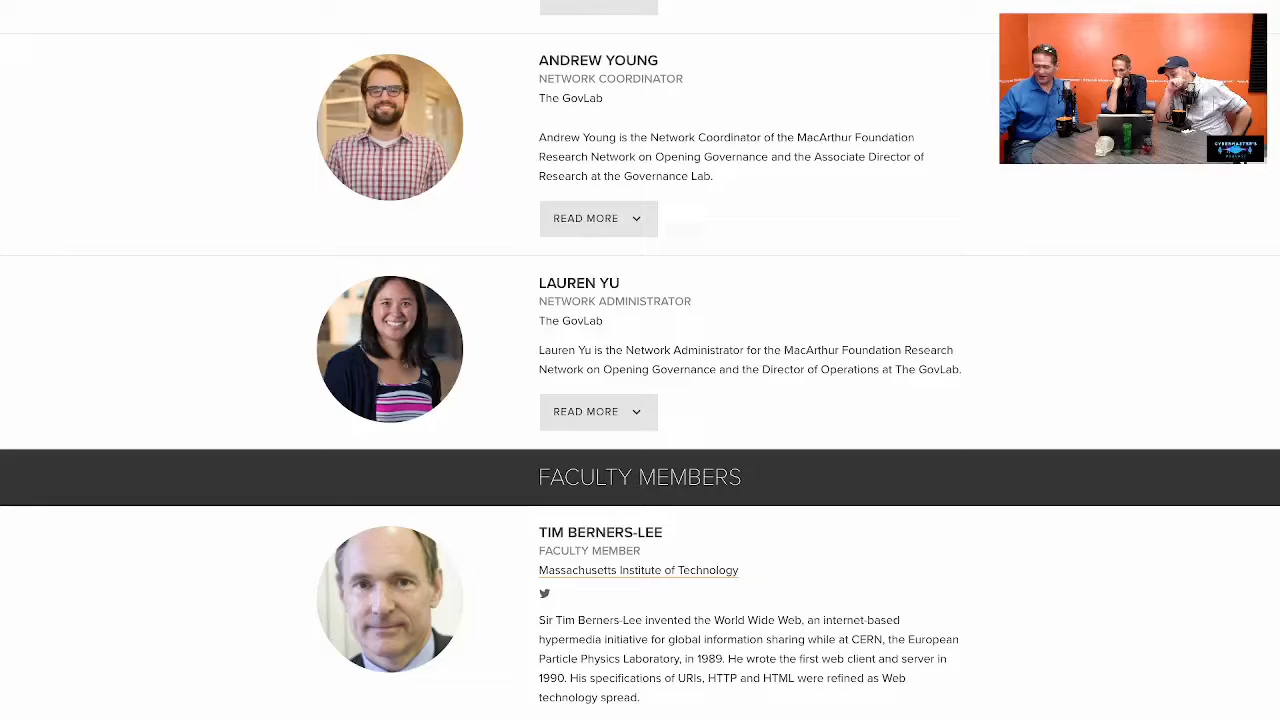 ANDREW YOUNG
NETWORK COORDINATOR
The GovLab
Andrew Young is the Network Coordinator of the MacArthur Foundation
Research Network on Opening Governance and the Associate Director of
Research at the Governance Lab.
READ MORE
LAUREN YU
NETWORK ADMINISTRATOR
The GovLab
Lauren Yu is the Network Administrator for the MacArthur Foundation Research
Network on Opening Governance and the Director of Operations at The GovLab.
READ MORE
FACULTY MEMBERS
TIM BERNERS-LEE
FACULTY MEMBER
Massachusetts Institute of Technology
Sir Tim Berners-Lee invented the World Wide Web, an internet-based
hypermedia initiative for global information sharing while at CERN, the European
Particle Physics Laboratory, in 1989. He wrote the first web client and server in
1990. His specifications of URIs, HTTP and HTML were refined as Web
technology spread.
CYBERMASTER'S
PODCAST